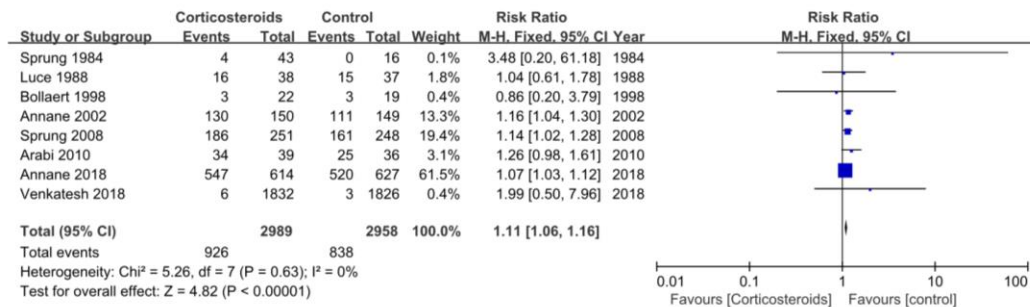 Corticosteroids Control Risk Ratio Risk Ratio
Study or Subgroup Events Total Events Total Weight M-H. Fixed. 95% CI Year M-H. Fixed. 95% CI
Sprung 1984 4 43 0 16 0.1% 3.48 [0.20, 61.18] 1984
Luce 1988 16 38 15 37 1.8% 1.04 [0.61, 1.78] 1988
Bollaert 1998 3 22 3 19 0.4% 0.86 [0.20, 3.79] 1998
Annane 2002 130 150 111 149 13.3% 1.16 [1.04, 1.30] 2002
Sprung 2008 186 251 161 248 19.4% 1.14 [1.02, 1.28] 2008
Arabi 2010 34 39 25 36 3.1% 1.26 [0.98, 1.61] 2010
Annane 2018 547 614 520 627 61.5% 1.07 [1.03, 1.12] 2018
Venkatesh 2018 6 1832 3 1826 0.4% 1.99 [0.50, 7.96] 2018
Total (95% CI) 2989 2958 100.0% 1.11 [1.06, 1.16]
Total events 926 838
Heterogeneity: Chi² = 5.26, df = 7 (P = 0.63); I² = 0%
Test for overall effect: Z = 4.82 (P < 0.00001)
0.01 0.1 1 10 100
Favours [Corticosteroids] Favours [control]